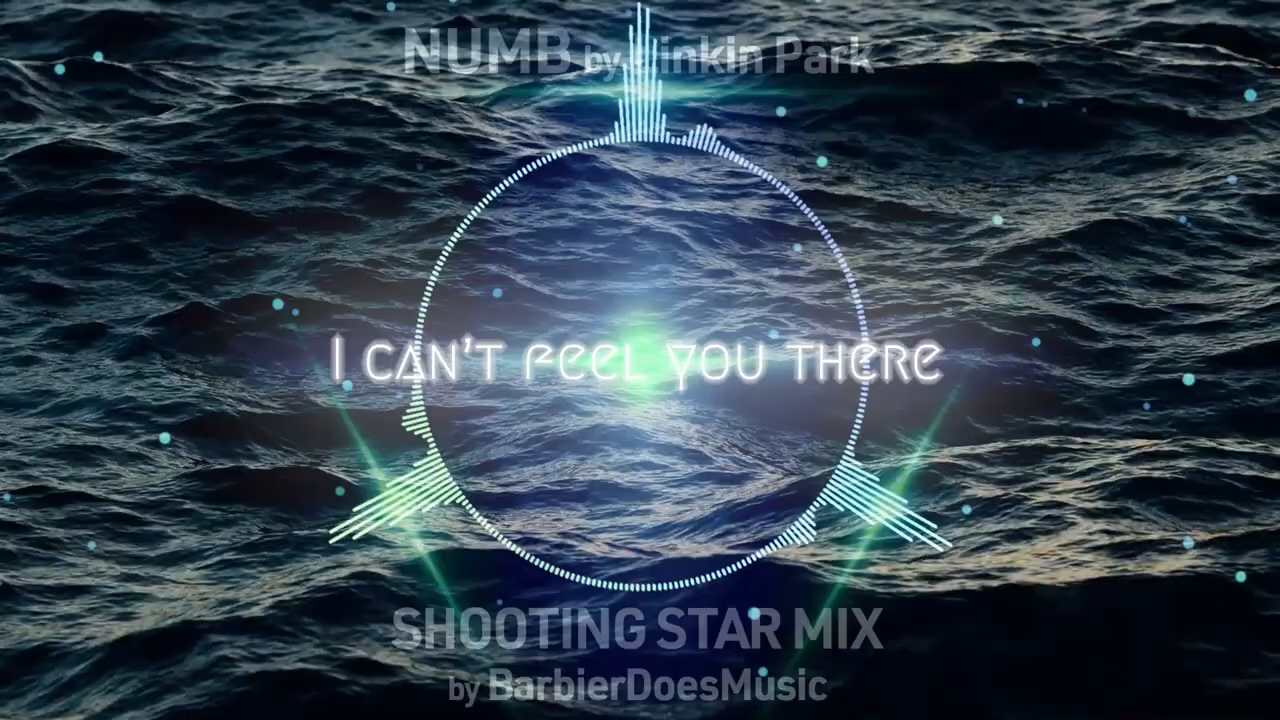 NUMB by Linkin Park
I can't feel you there
SHOOTING STAR MIX
by BarbierDoesMusic